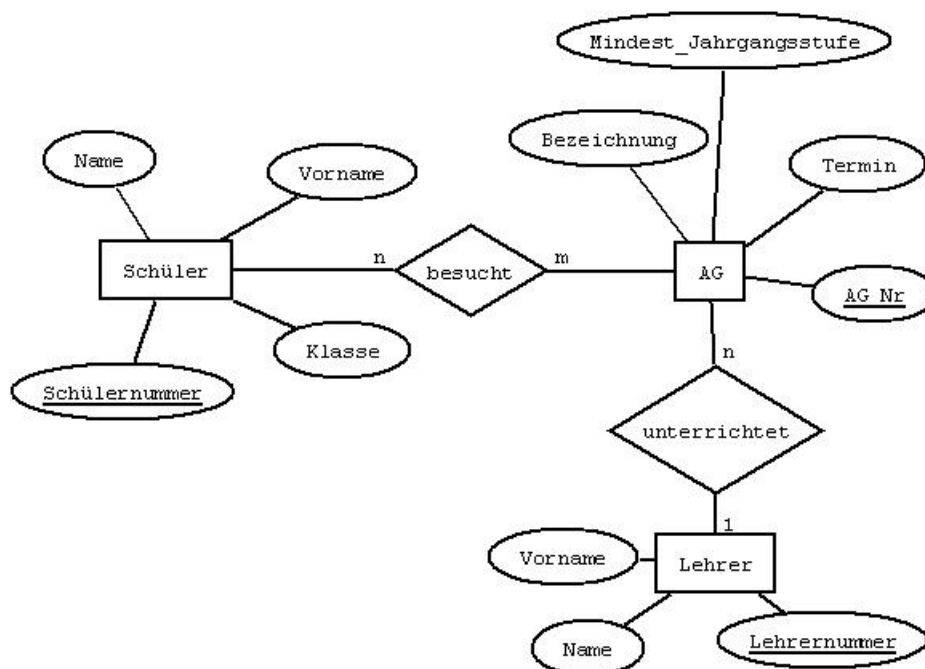 Mindest_Jahrgangsstufe
Name
Vorname
Bezeichnung
Termin
Schüler
n
besucht
m
AG
AG Nr
Klasse
Schülernummer
n
unterrichtet
1
Vorname
Lehrer
Name
Lehrernummer